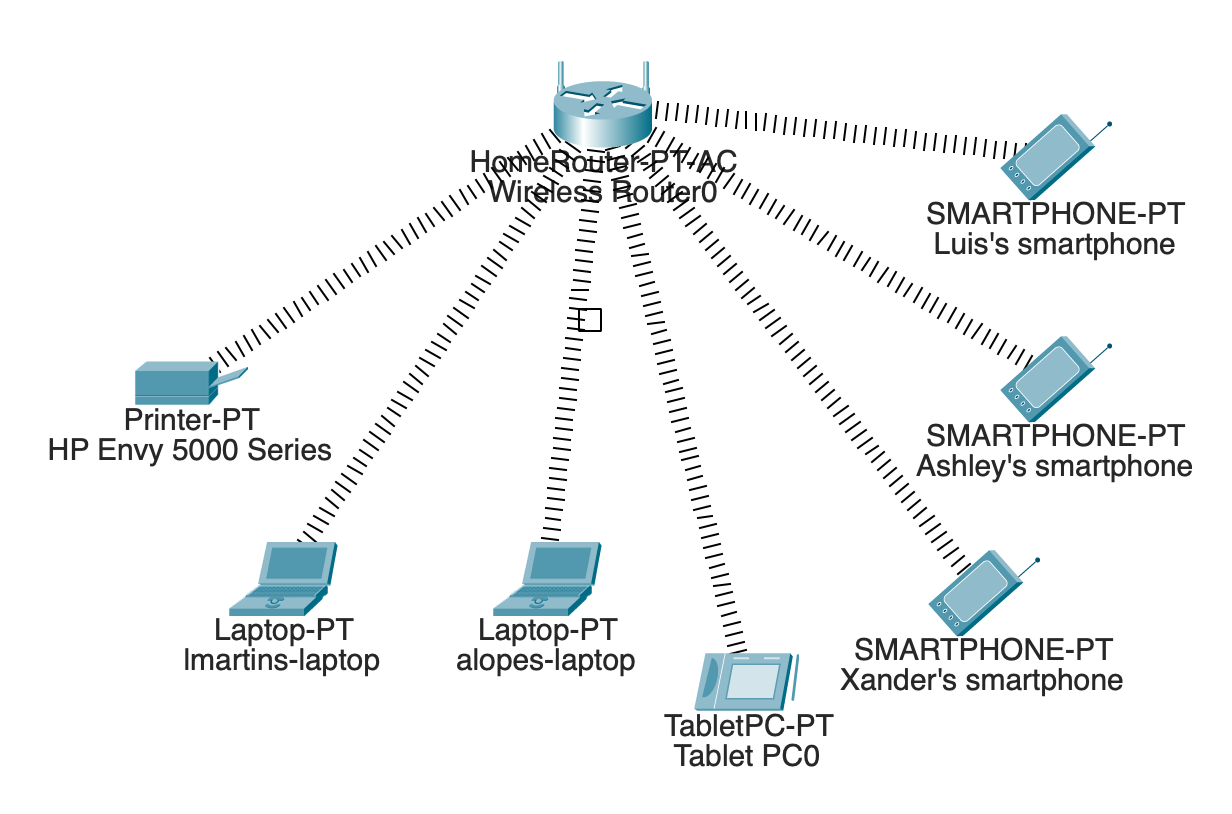 HomeRouter-PT-AC
Wireless Router0
SMARTPHONE-PT
Luis's smartphone
Printer-PT
HP Envy 5000 Series
SMARTPHONE-PT
Ashley's smartphone
Laptop-PT
lmartins-laptop
Laptop-PT
alopes-laptop
SMARTPHONE-PT
Xander's smartphone
TabletPC-PT
Tablet PC0